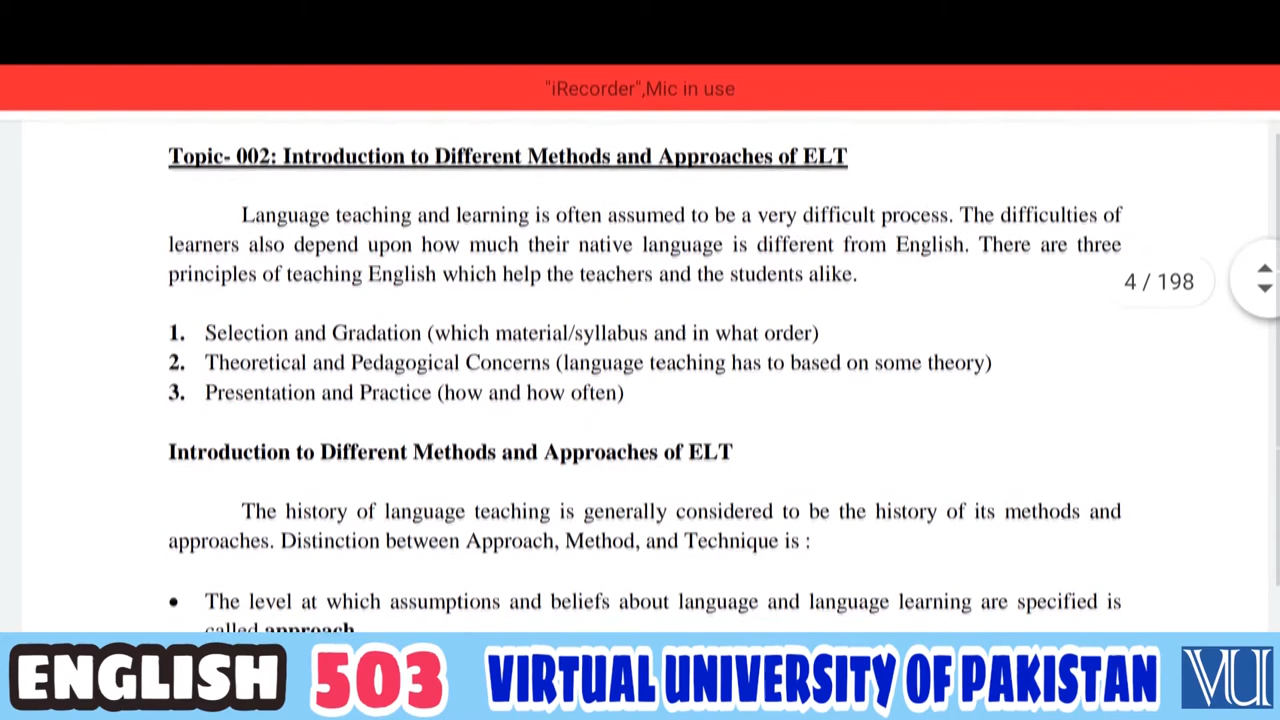 "iRecorder",Mic in use
Topic- 002: Introduction to Different Methods and Approaches of ELT
Language teaching and learning is often assumed to be a very difficult process. The difficulties of
learners also depend upon how much their native language is different from English. There are three
principles of teaching English which help the teachers and the students alike.
4 / 198
1. Selection and Gradation (which material/syllabus and in what order)
2. Theoretical and Pedagogical Concerns (language teaching has to based on some theory)
3. Presentation and Practice (how and how often)
Introduction to Different Methods and Approaches of ELT
The history of language teaching is generally considered to be the history of its methods and
approaches. Distinction between Approach, Method, and Technique is :
• The level at which assumptions and beliefs about language and language learning are specified is
called approach
ENGLISH 503 VIRTUAL UNIVERSITY OF PAKISTAN VU